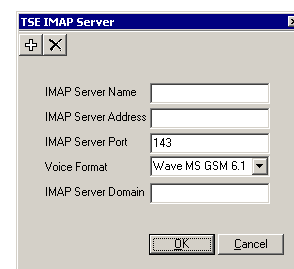 TSE IMAP Server
IMAP Server Name
IMAP Server Address
IMAP Server Port 143
Voice Format Wave MS GSM 6.1
IMAP Server Domain
OK Cancel